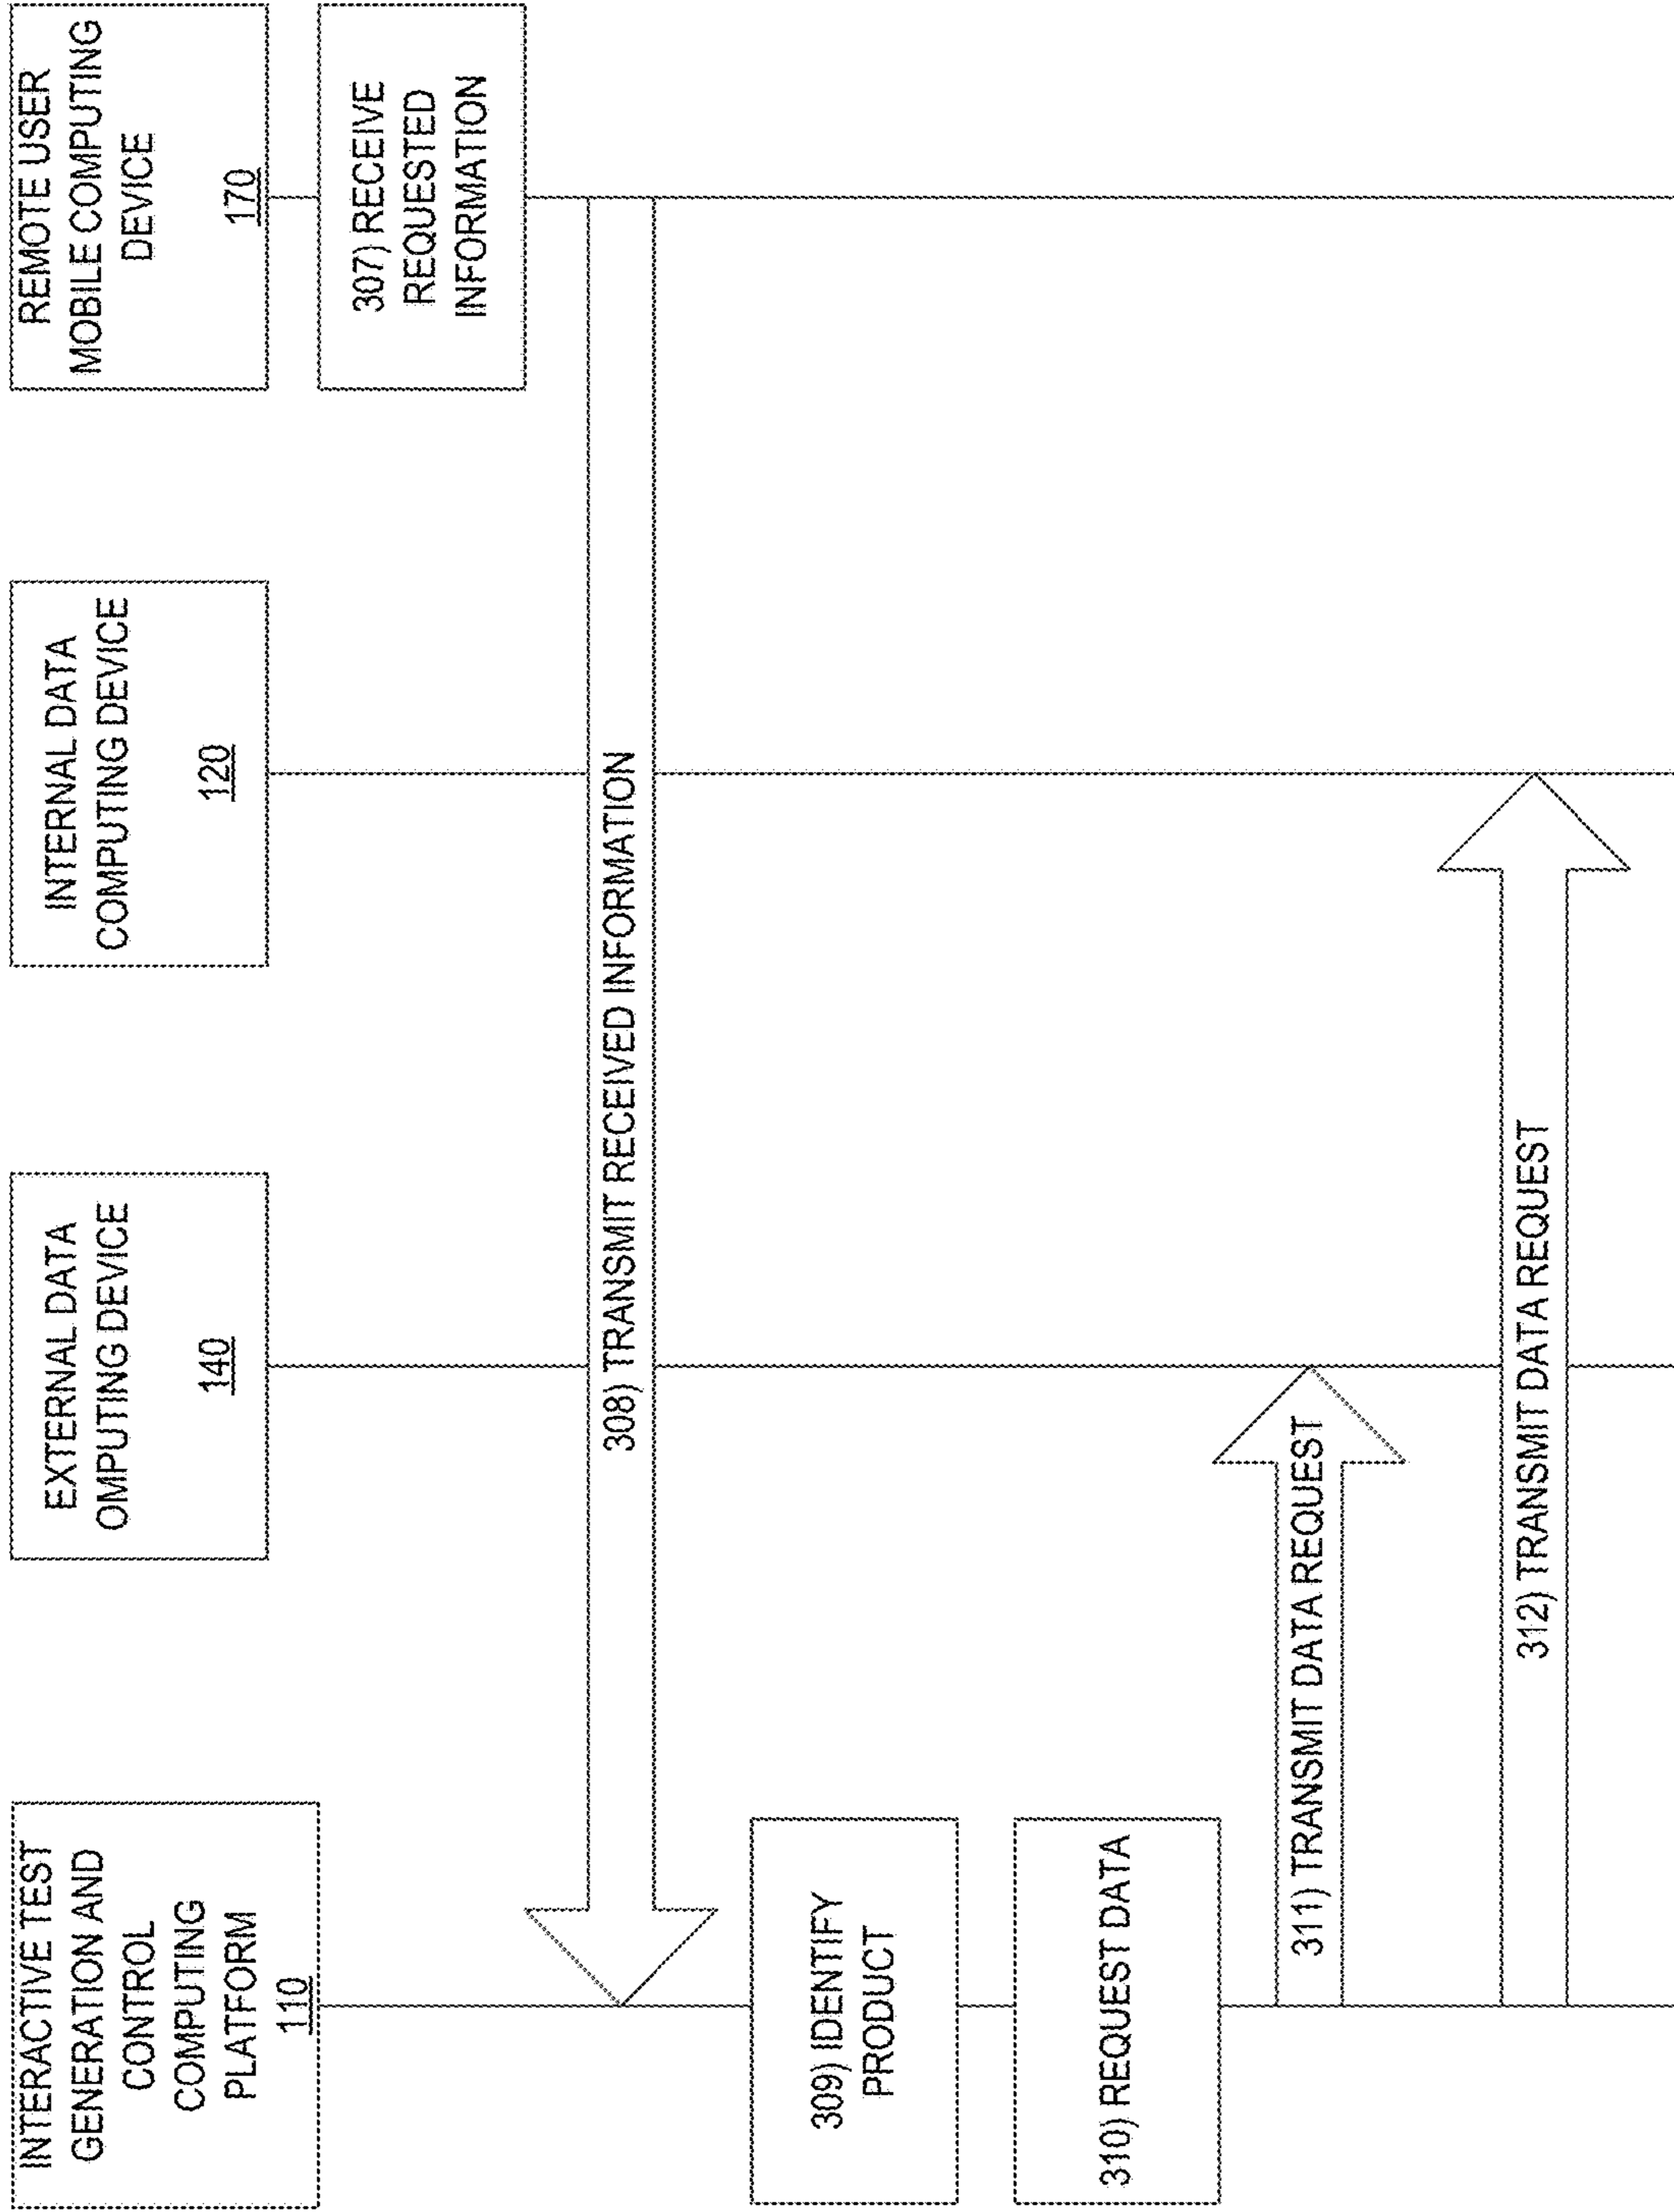 INTERACTIVE TEST
GENERATION AND
CONTROL
COMPUTING
PLATFORM
110
EXTERNAL DATA
OMPUTING DEVICE
140
INTERNAL DATA
COMPUTING DEVICE
120
REMOTE USER
MOBILE COMPUTING
DEVICE
170
307) RECEIVE
REQUESTED
INFORMATION
308) TRANSMIT RECEIVED INFORMATION
309) IDENTIFY
PRODUCT
310) REQUEST DATA
311) TRANSMIT DATA REQUEST
312) TRANSMIT DATA REQUEST